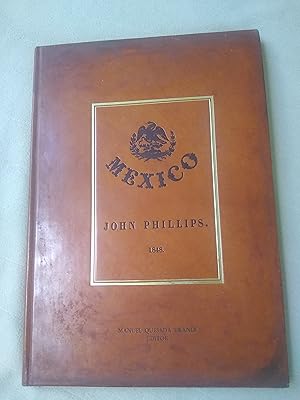 MEXICO
JOHN PHILLIPS.
1848.
MANUEL QUESADA BRANDI
EDITOR